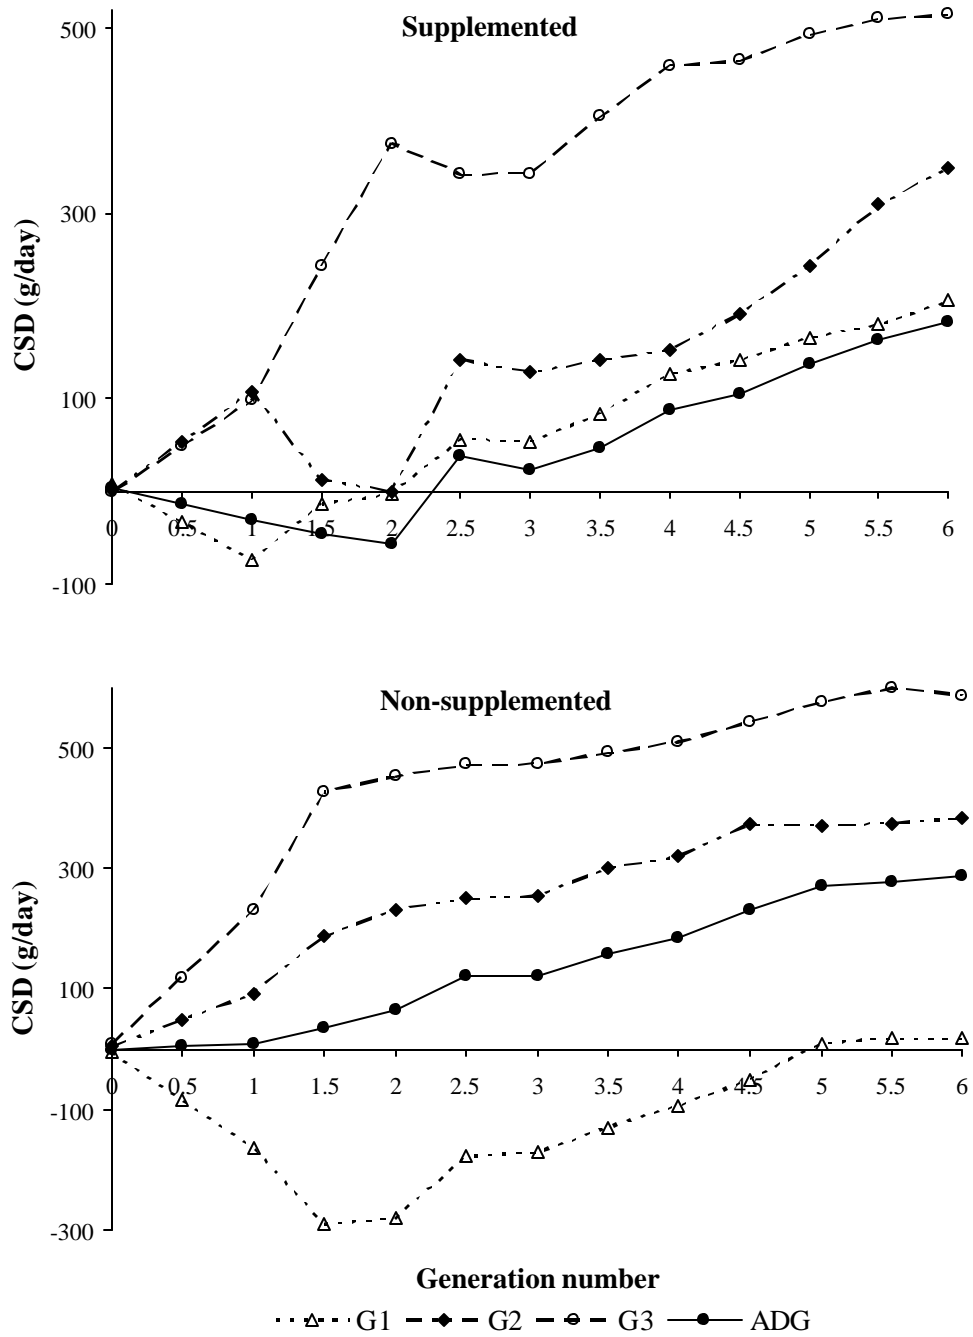 Supplemented
500
300
100
-100
CSD (g/day)
0 0.5 1 1.5 2 2.5 3 3.5 4 4.5 5 5.5 6
Non-supplemented
500
300
100
-100
-300
CSD (g/day)
0 0.5 1 1.5 2 2.5 3 3.5 4 4.5 5 5.5 6
Generation number
G1 G2 G3 ADG